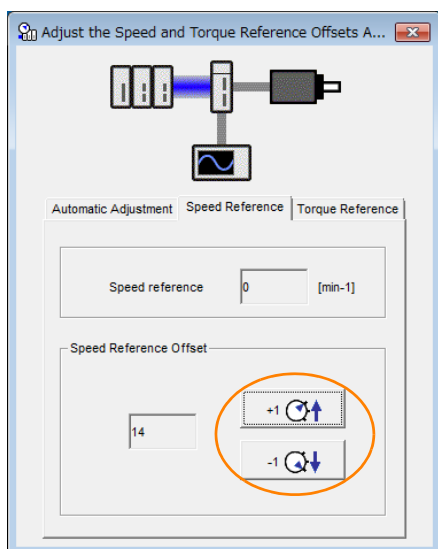 Adjust the Speed and Torque Reference Offsets A...
Automatic Adjustment Speed Reference Torque Reference
Speed reference 0 [min-1]
Speed Reference Offset
+1
14
-1